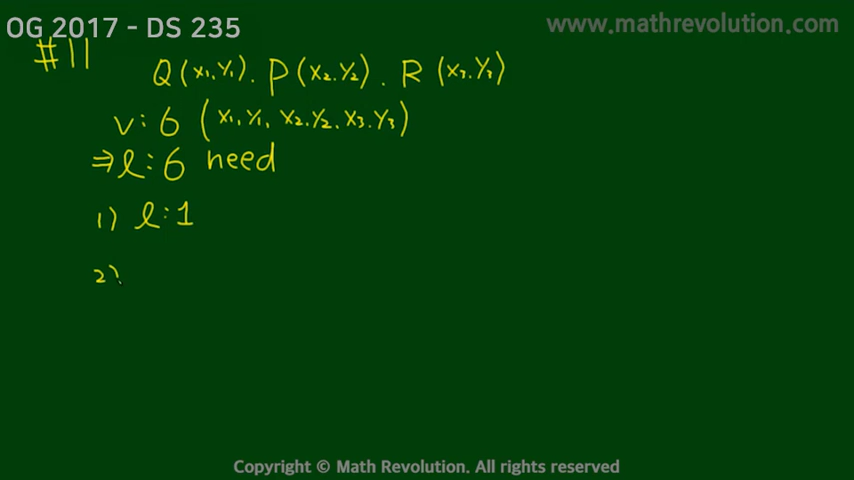 OG 2017 - DS 235
www.mathrevolution.com
#11
Q(x₁,y₁). P(x₂.y₂). R(x₃.y₃)
v:6 (x₁,y₁, x₂.y₂. x₃.y₃)
⇒ℓ:6 need
1) ℓ:1
2)
Copyright © Math Revolution. All rights reserved